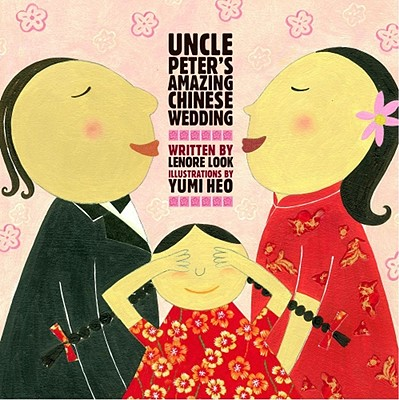 UNCLE
PETER'S
AMAZING
CHINESE
WEDDING
WRITTEN BY
LENORE LOOK
ILLUSTRATIONS BY
YUMI HEO